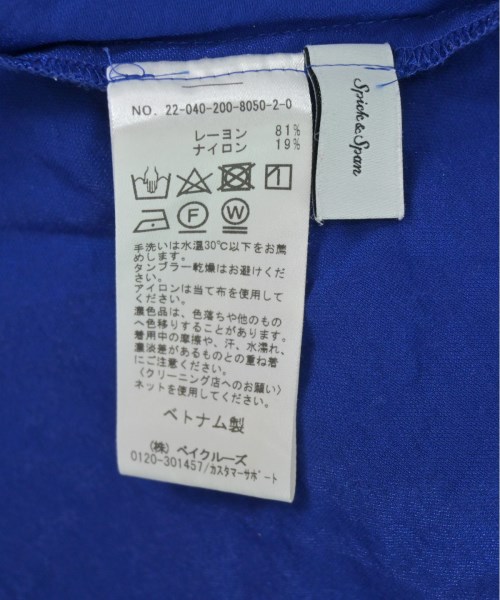 NO. 22-040-200-8050-2-0
レーヨン 81%
ナイロン 19%
F
W
手洗いは水温30℃以下をお薦
めします。
タンブラー乾燥はお避けくだ
さい。
アイロンは当て布を使用して
ください。
濃色品は、色落ちや他のもの
へ色移りすることがあります。
着用中の摩擦や、汗、水濡れ、
濃淡差があるものとの重ね着
にご注意ください。
〈クリーニング店へのお願い〉
ネットを使用してください。
ベトナム製
(株) ベイクルーズ
0120-301457/カスタマーサポート
Spick&Span